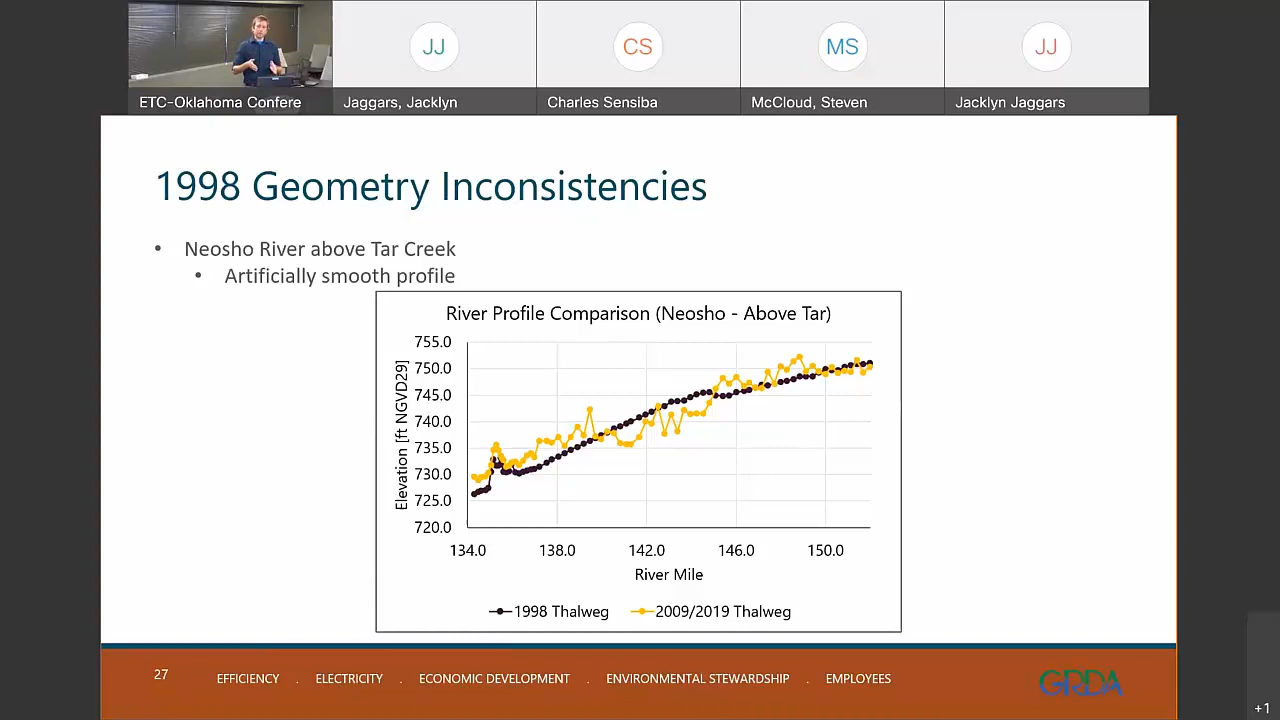 JJ
CS
MS
JJ
ETC-Oklahoma Confere
Jaggars, Jacklyn
Charles Sensiba
McCloud, Steven
Jacklyn Jaggars
1998 Geometry Inconsistencies
• Neosho River above Tar Creek
• Artificially smooth profile
River Profile Comparison (Neosho - Above Tar)
Elevation [ft NGVD29]
755.0
750.0
745.0
740.0
735.0
730.0
725.0
720.0
134.0 138.0 142.0 146.0 150.0
River Mile
1998 Thalweg 2009/2019 Thalweg
27 EFFICIENCY . ELECTRICITY . ECONOMIC DEVELOPMENT . ENVIRONMENTAL STEWARDSHIP . EMPLOYEES
GRDA
+1